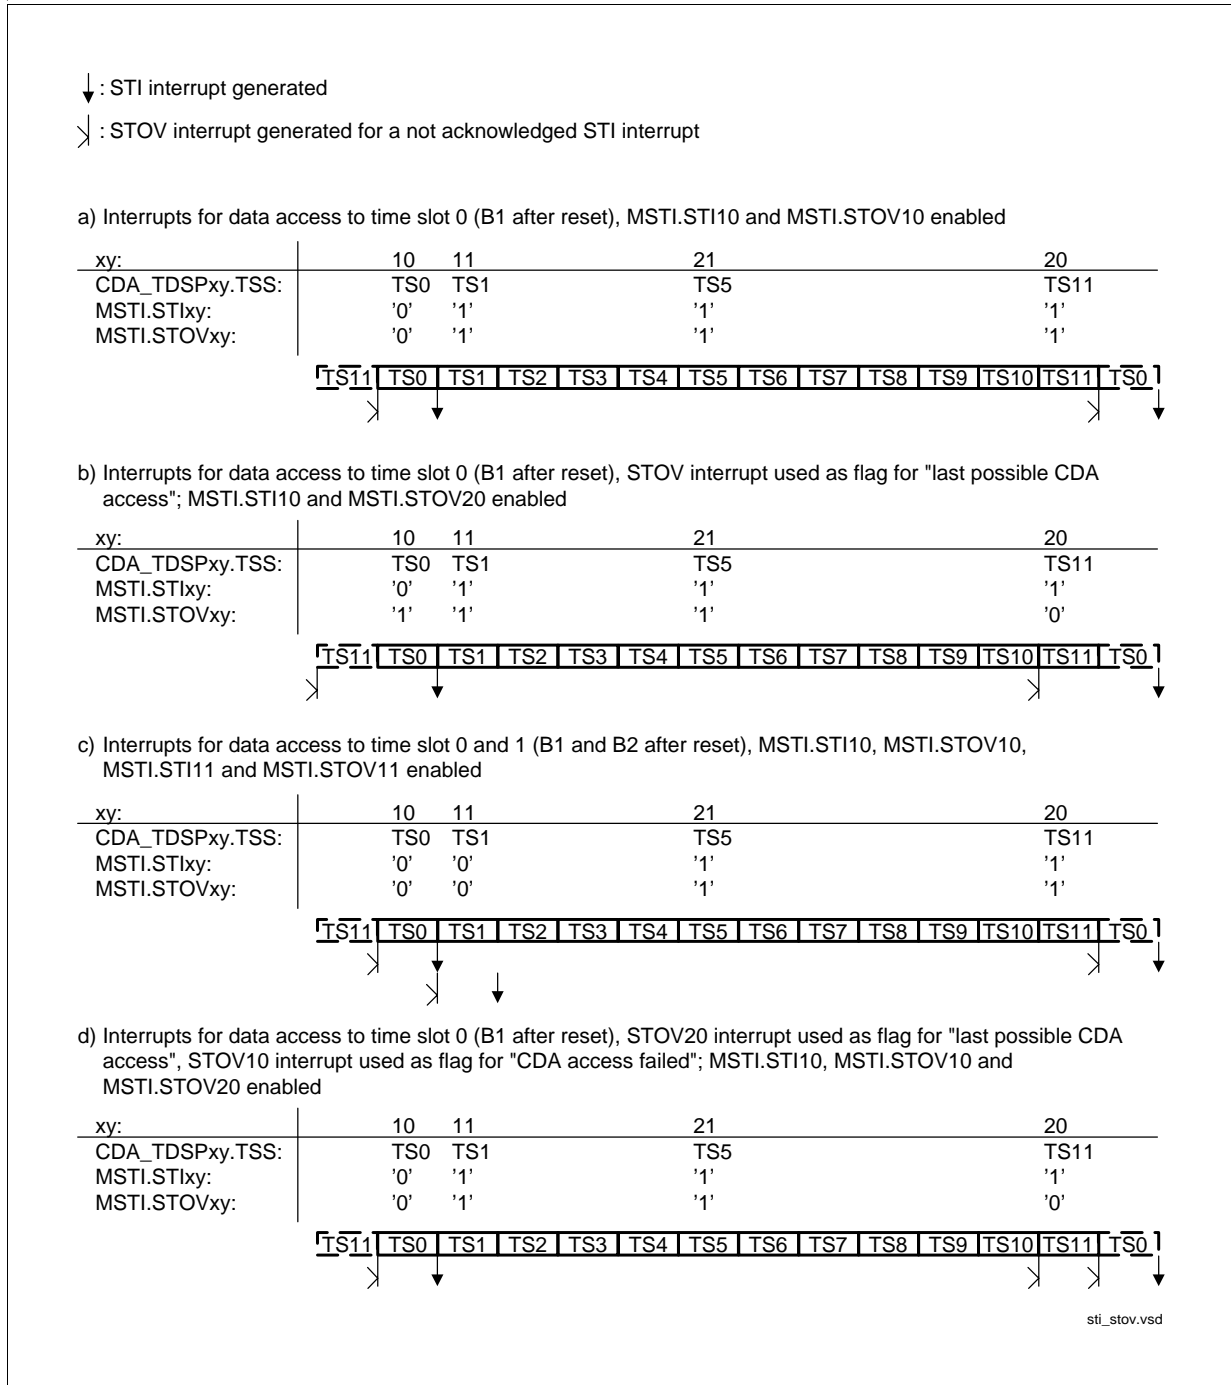 : STI interrupt generated
: STOV interrupt generated for a not acknowledged STI interrupt
a) Interrupts for data access to time slot 0 (B1 after reset), MSTI.STI10 and MSTI.STOV10 enabled
xy: 10 11 21 20
CDA_TDSPxy.TSS: TS0 TS1 TS5 TS11
MSTI.STIxy: ’0’ ’1’ ’1’ ’1’
MSTI.STOVxy: ’0’ ’1’ ’1’ ’1’
TS11 TS0 TS1 TS2 TS3 TS4 TS5 TS6 TS7 TS8 TS9 TS10 TS11 TS0
b) Interrupts for data access to time slot 0 (B1 after reset), STOV interrupt used as flag for "last possible CDA
access"; MSTI.STI10 and MSTI.STOV20 enabled
xy: 10 11 21 20
CDA_TDSPxy.TSS: TS0 TS1 TS5 TS11
MSTI.STIxy: ’0’ ’1’ ’1’ ’1’
MSTI.STOVxy: ’1’ ’1’ ’1’ ’0’
TS11 TS0 TS1 TS2 TS3 TS4 TS5 TS6 TS7 TS8 TS9 TS10 TS11 TS0
c) Interrupts for data access to time slot 0 and 1 (B1 and B2 after reset), MSTI.STI10, MSTI.STOV10,
MSTI.STI11 and MSTI.STOV11 enabled
xy: 10 11 21 20
CDA_TDSPxy.TSS: TS0 TS1 TS5 TS11
MSTI.STIxy: ’0’ ’0’ ’1’ ’1’
MSTI.STOVxy: ’0’ ’0’ ’1’ ’1’
TS11 TS0 TS1 TS2 TS3 TS4 TS5 TS6 TS7 TS8 TS9 TS10 TS11 TS0
d) Interrupts for data access to time slot 0 (B1 after reset), STOV20 interrupt used as flag for "last possible CDA
access", STOV10 interrupt used as flag for "CDA access failed"; MSTI.STI10, MSTI.STOV10 and
MSTI.STOV20 enabled
xy: 10 11 21 20
CDA_TDSPxy.TSS: TS0 TS1 TS5 TS11
MSTI.STIxy: ’0’ ’1’ ’1’ ’1’
MSTI.STOVxy: ’0’ ’1’ ’1’ ’0’
TS11 TS0 TS1 TS2 TS3 TS4 TS5 TS6 TS7 TS8 TS9 TS10 TS11 TS0
sti_stov.vsd